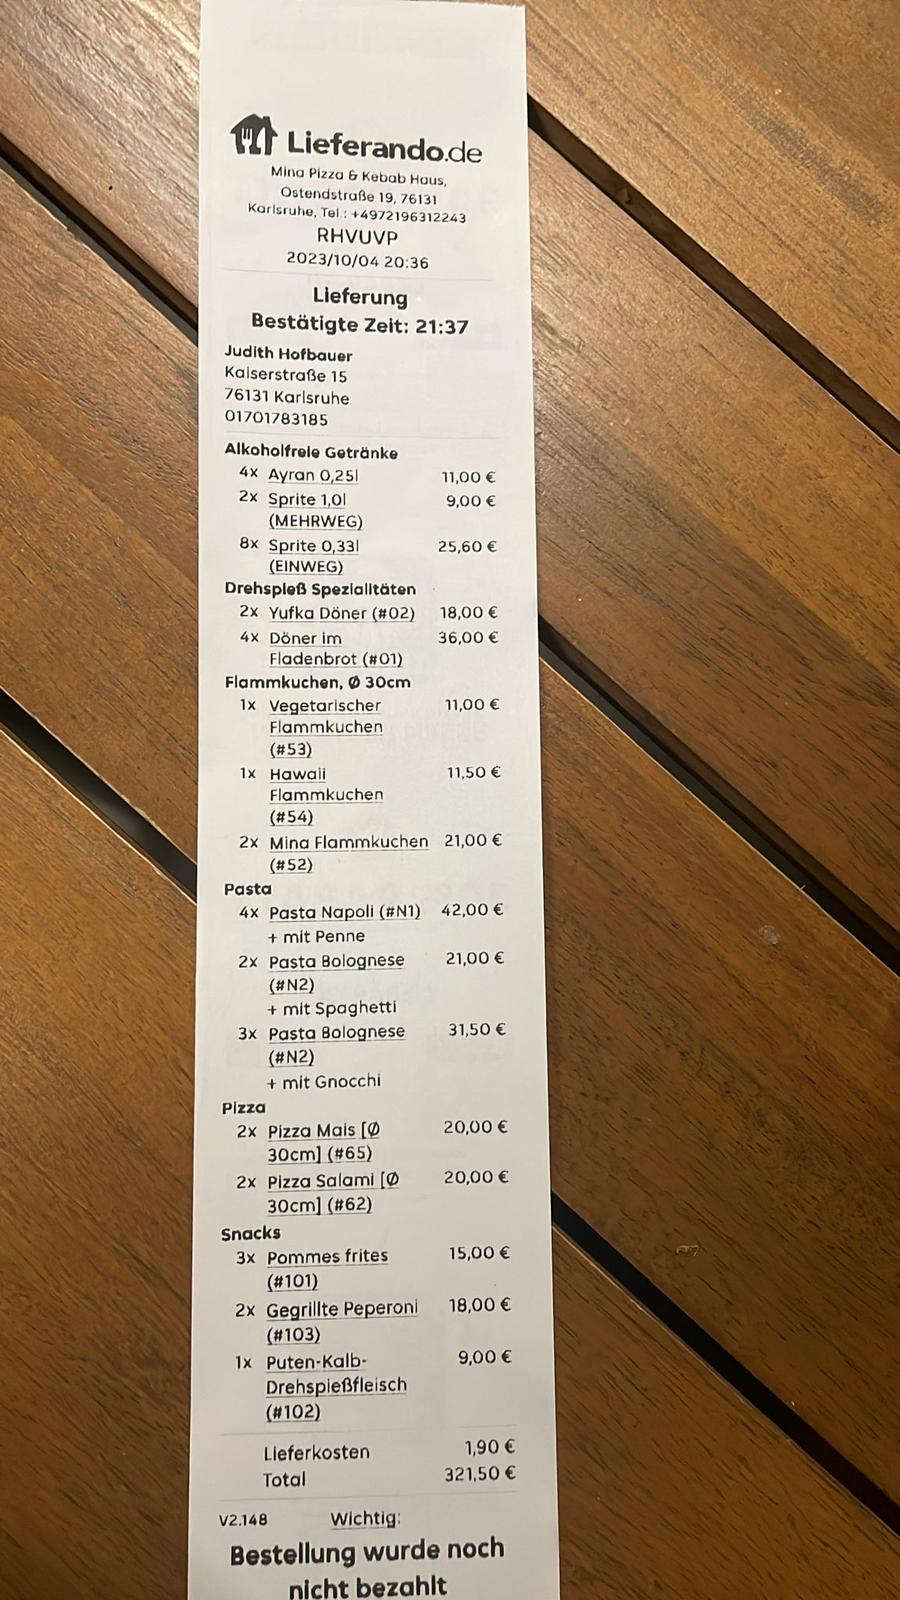 Lieferando.de
Mina Pizza & Kebab Haus,
Ostendstraße 19, 76131
Karlsruhe, Tel.: +4972196312243
RHVUVP
2023/10/04 20:36
Lieferung
Bestätigte Zeit: 21:37
Judith Hofbauer
Kaiserstraße 15
76131 Karlsruhe
01701783185
Alkoholfreie Getränke
4x Ayran 0,25l 11,00 €
2x Sprite 1,0l 9,00 €
(MEHRWEG)
8x Sprite 0,33l 25,60 €
(EINWEG)
Drehspieß Spezialitäten
2x Yufka Döner (#02) 18,00 €
4x Döner im 36,00 €
Fladenbrot (#01)
Flammkuchen, Ø 30cm
1x Vegetarischer 11,00 €
Flammkuchen
(#53)
1x Hawaii 11,50 €
Flammkuchen
(#54)
2x Mina Flammkuchen 21,00 €
(#52)
Pasta
4x Pasta Napoli (#N1) 42,00 €
+ mit Penne
2x Pasta Bolognese 21,00 €
(#N2)
+ mit Spaghetti
3x Pasta Bolognese 31,50 €
(#N2)
+ mit Gnocchi
Pizza
2x Pizza Mais [Ø 20,00 €
30cm] (#65)
2x Pizza Salami [Ø 20,00 €
30cm] (#62)
Snacks
3x Pommes frites 15,00 €
(#101)
2x Gegrillte Peperoni 18,00 €
(#103)
1x Puten-Kalb- 9,00 €
Drehspießfleisch
(#102)
Lieferkosten 1,90 €
Total 321,50 €
V2.148 Wichtig:
Bestellung wurde noch
nicht bezahlt